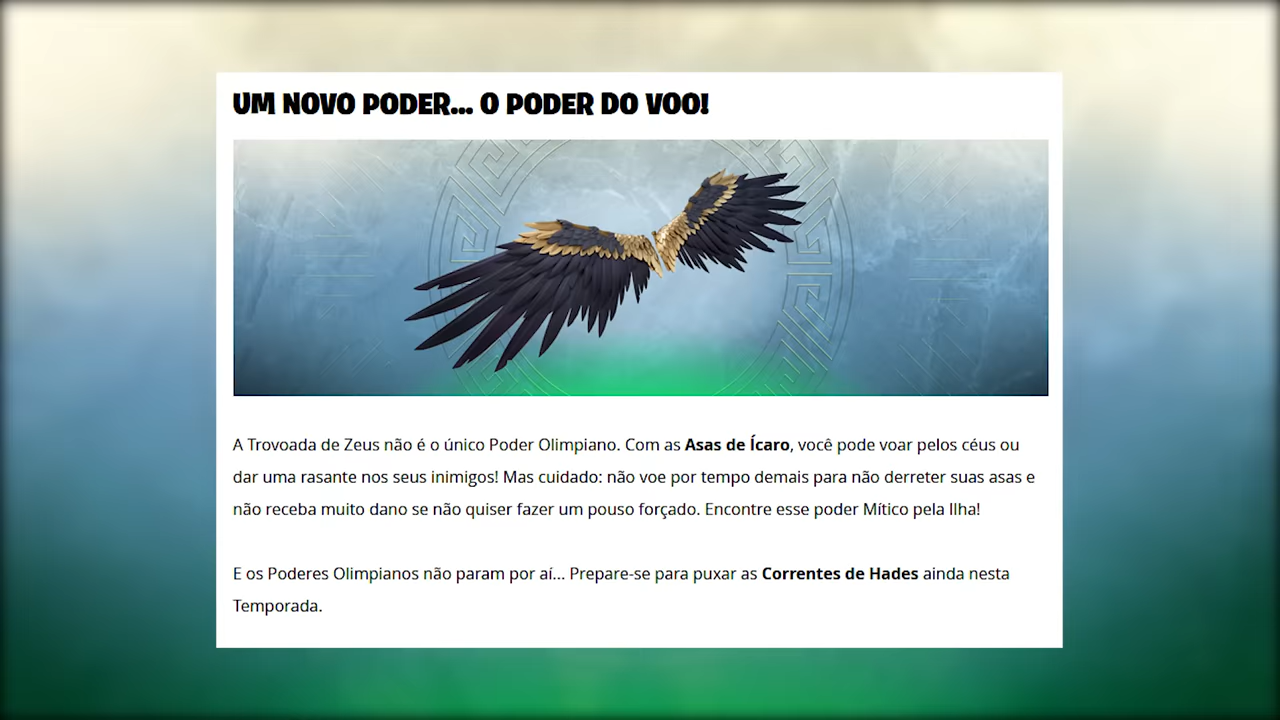 UM NOVO PODER... O PODER DO VOO!
A Trovoada de Zeus não é o único Poder Olimpiano. Com as Asas de Ícaro, você pode voar pelos céus ou
dar uma rasante nos seus inimigos! Mas cuidado: não voe por tempo demais para não derreter suas asas e
não receba muito dano se não quiser fazer um pouso forçado. Encontre esse poder Mítico pela Ilha!
E os Poderes Olimpianos não param por aí... Prepare-se para puxar as Correntes de Hades ainda nesta
Temporada.